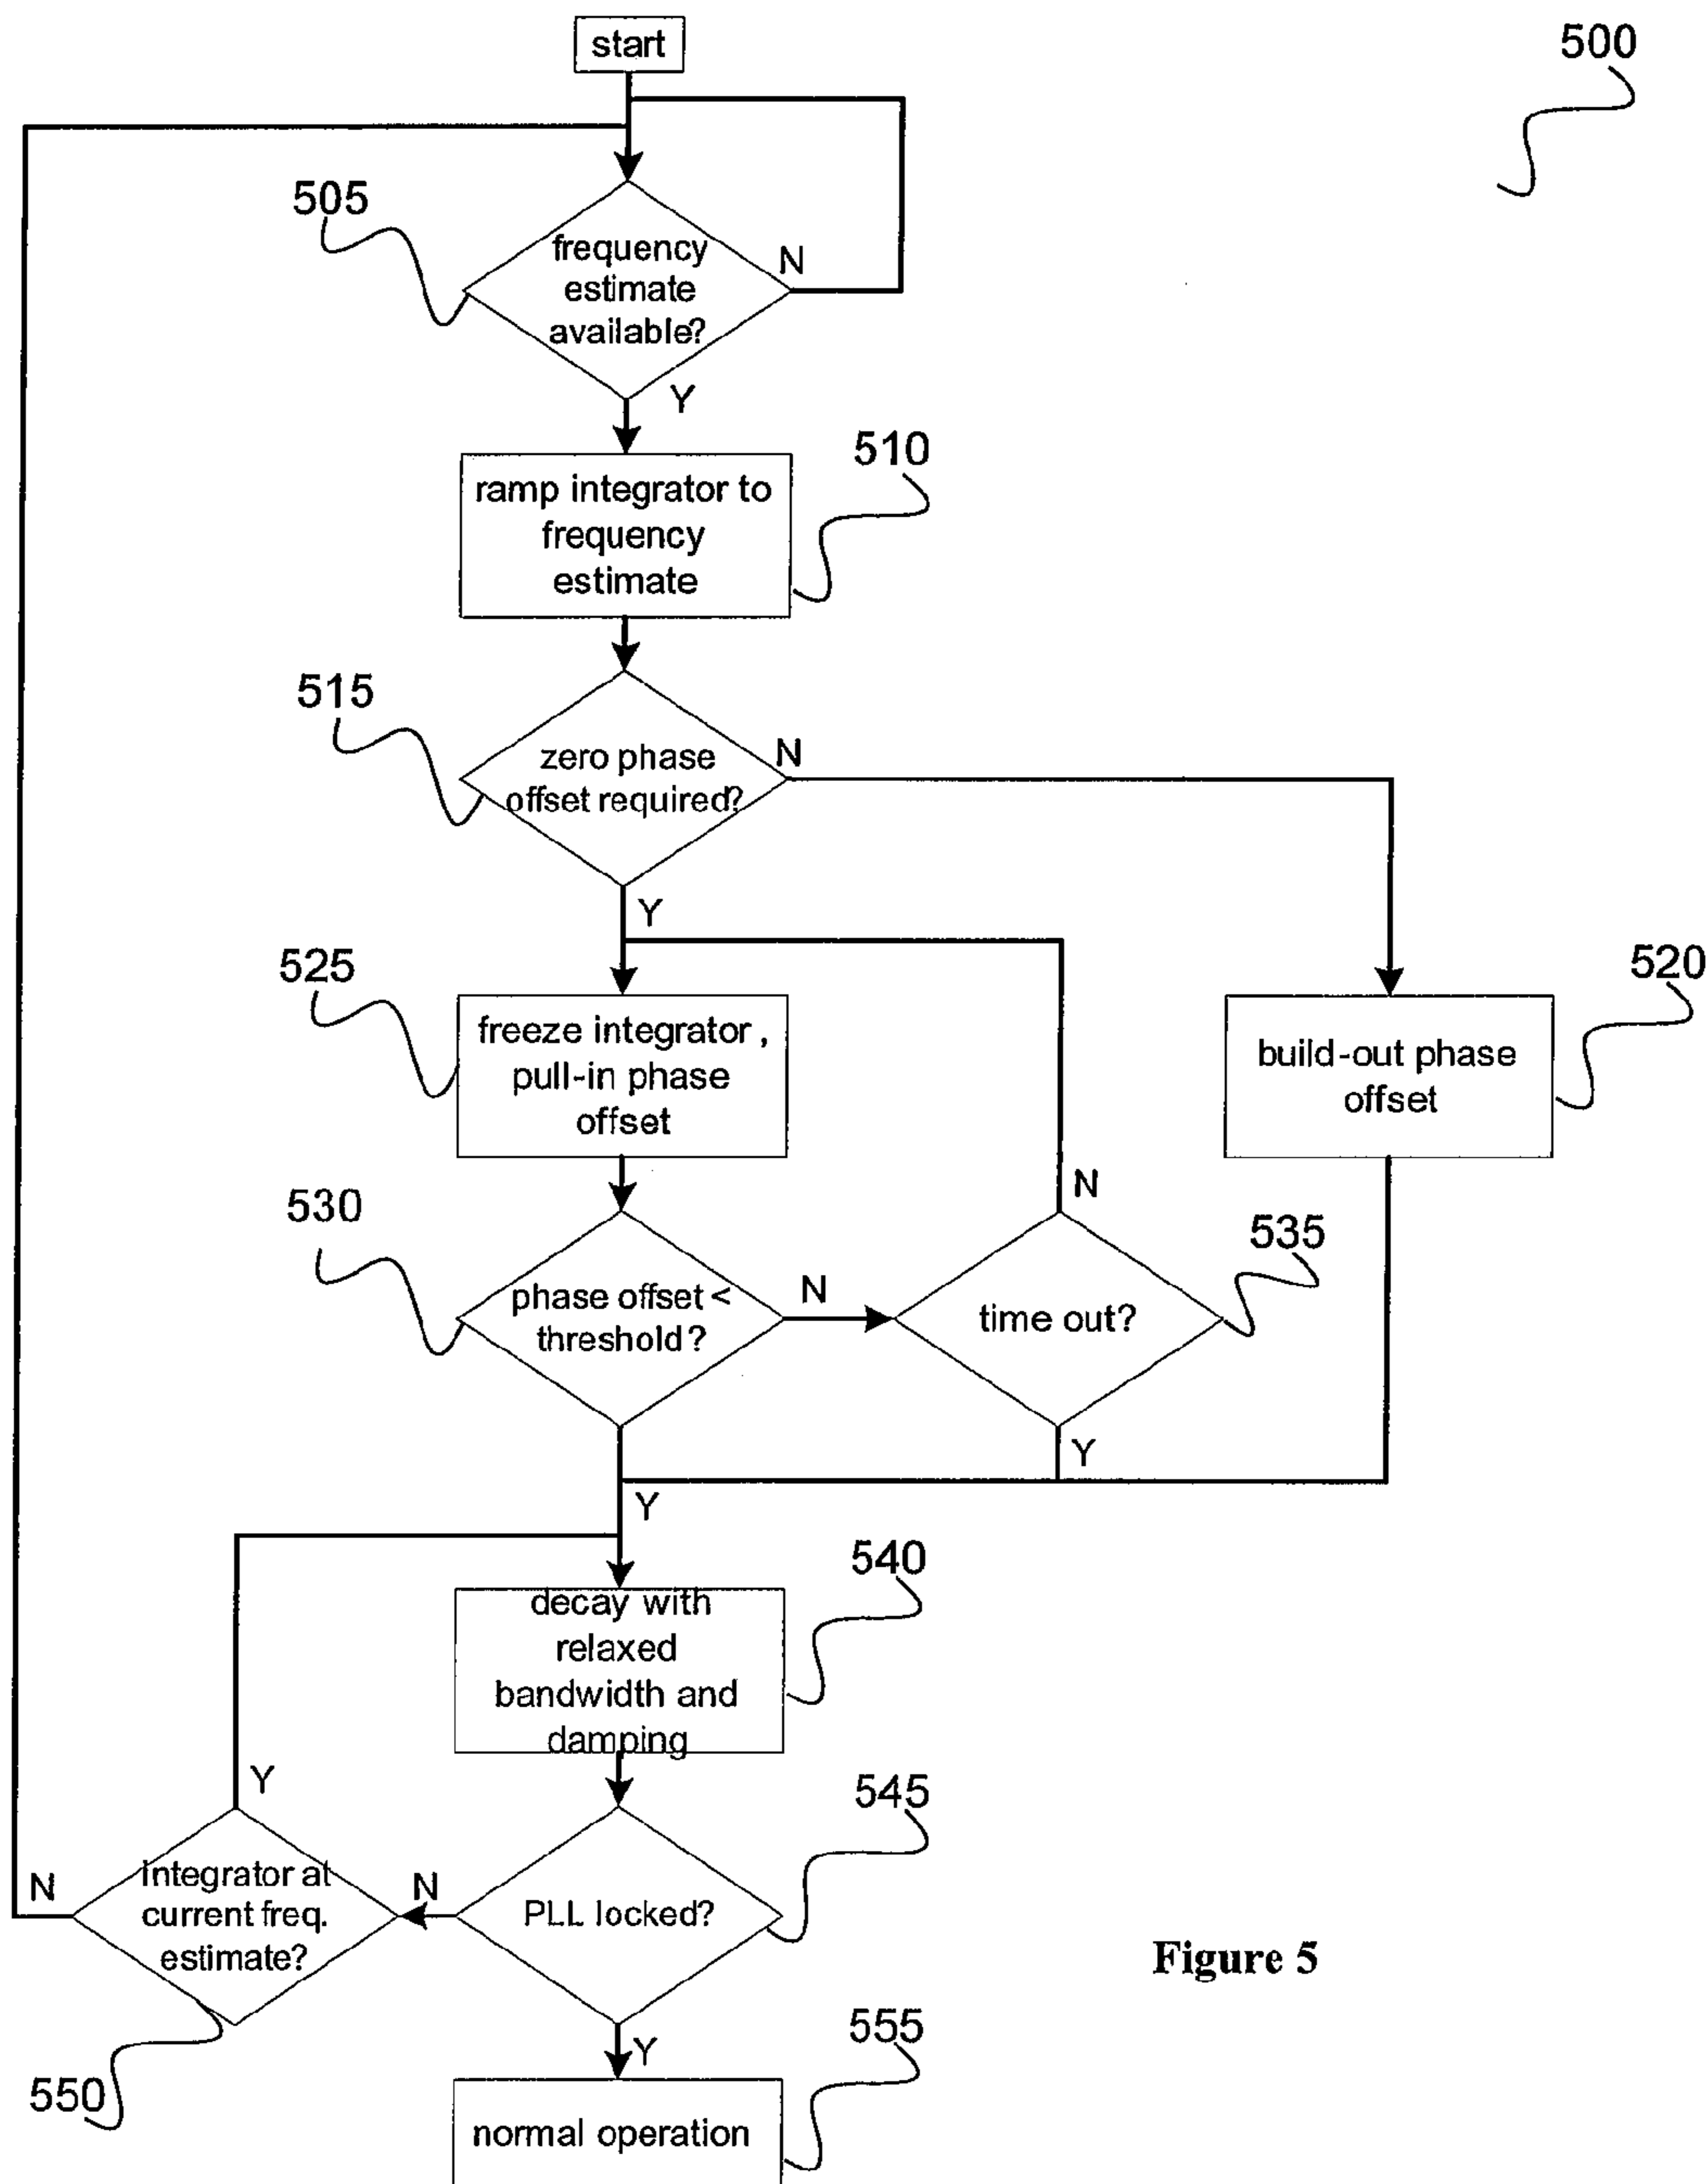 start
500
505
frequency
estimate
available?
N
Y
510
ramp integrator to
frequency
estimate
515
zero phase
offset required?
N
Y
525
freeze integrator,
pull-in phase
offset
520
build-out phase
offset
530
phase offset <
threshold?
N
N
535
time out?
Y
Y
540
decay with
relaxed
bandwidth and
damping
545
PLL locked?
N
Y
integrator at
current freq.
estimate?
N
550
Y
555
normal operation
Figure 5